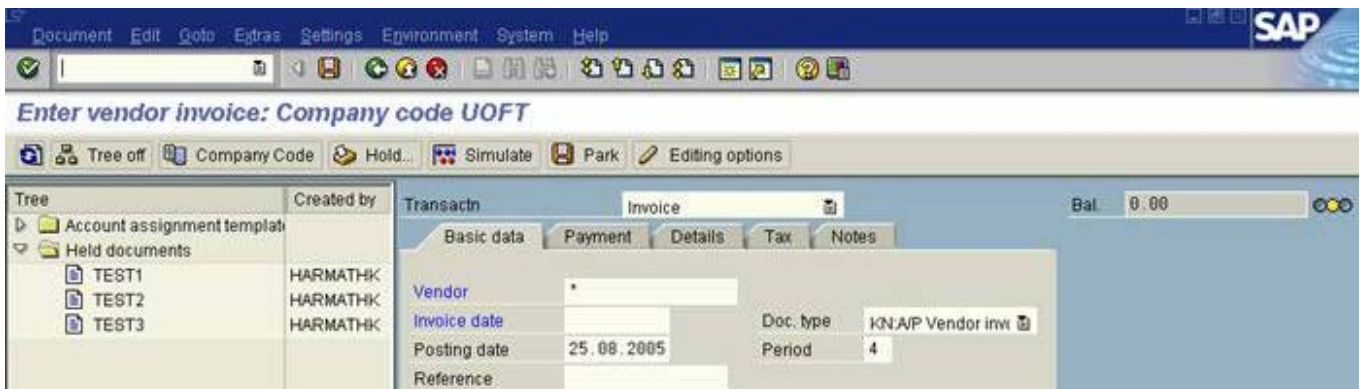 Document Edit Goto Extras Settings Environment System Help
SAP
Enter vendor invoice: Company code UOFT
Tree off Company Code Hold... Simulate Park Editing options
Tree Created by Transactn Invoice Bal. 0.00
Account assignment templat
Basic data Payment Details Tax Notes
Held documents
TEST1 HARMATHK
TEST2 HARMATHK Vendor *
TEST3 HARMATHK Invoice date Doc. type KN:A/P Vendor inv
Posting date 25.08.2005 Period 4
Reference